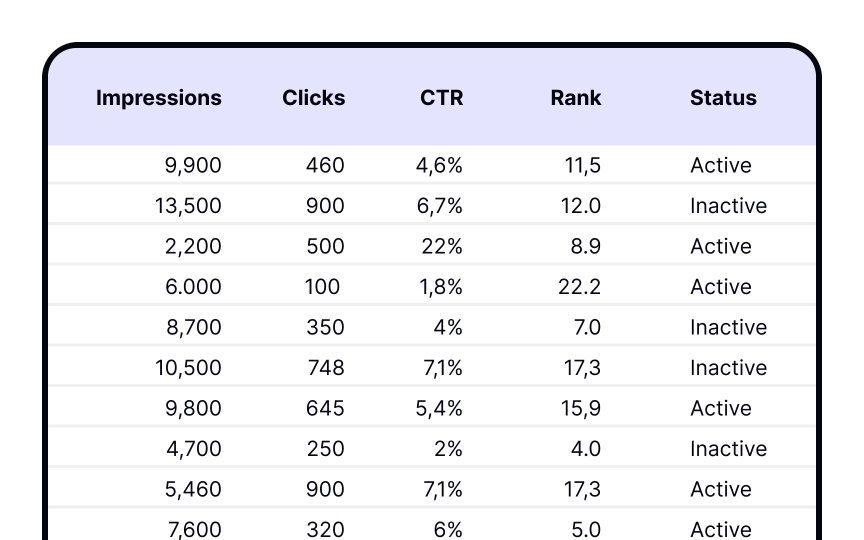 Impressions Clicks CTR Rank Status
9,900 460 4,6% 11,5 Active
13,500 900 6,7% 12.0 Inactive
2,200 500 22% 8.9 Active
6.000 100 1,8% 22.2 Active
8,700 350 4% 7.0 Inactive
10,500 748 7,1% 17,3 Inactive
9,800 645 5,4% 15,9 Active
4,700 250 2% 4.0 Inactive
5,460 900 7,1% 17,3 Active
7,600 320 6% 5.0 Active